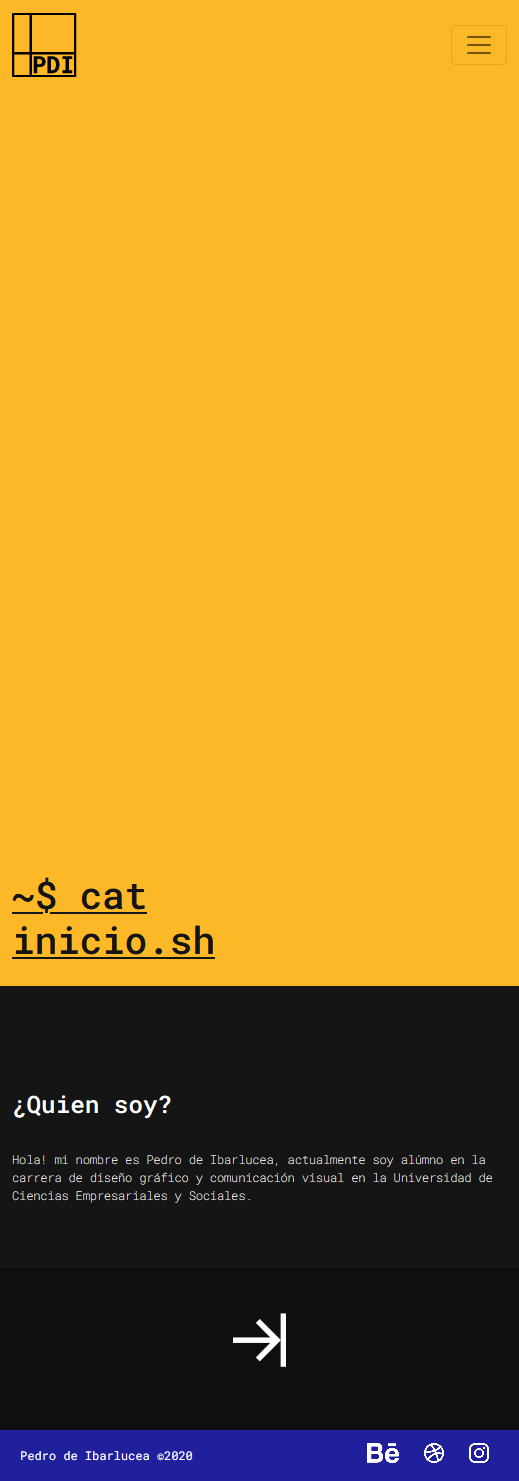 PDI
~$ cat
inicio.sh
¿Quien soy?
Hola! mi nombre es Pedro de Ibarlucea, actualmente soy alúmno en la
carrera de diseño gráfico y comunicación visual en la Universidad de
Ciencias Empresariales y Sociales.
Pedro de Ibarlucea ©2020
Bē